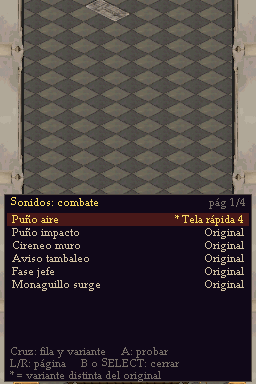 Sonidos: combate pág 1/4
Puño aire * Tela rápida 4
Puño impacto Original
Cireneo muro Original
Aviso tambaleo Original
Fase jefe Original
Monaguillo surge Original
Cruz: fila y variante A: probar
L/R: página B o SELECT: cerrar
* = variante distinta del original